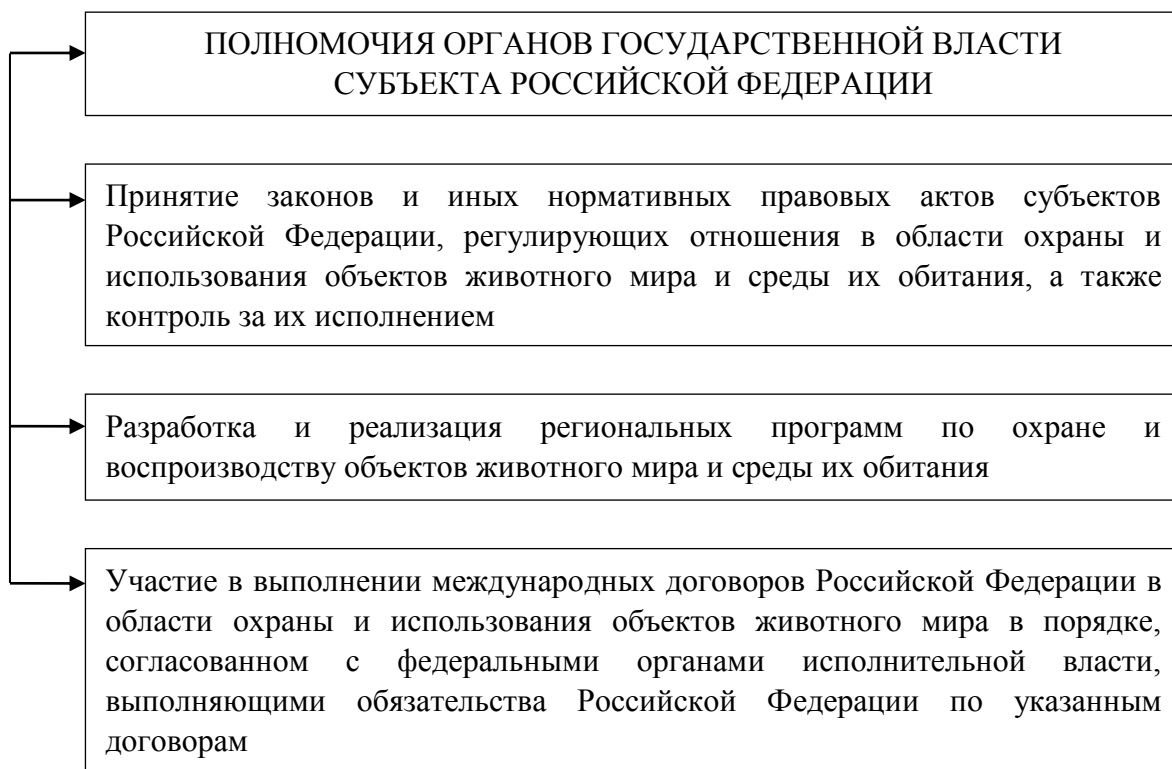 ПОЛНОМОЧИЯ ОРГАНОВ ГОСУДАРСТВЕННОЙ ВЛАСТИ
СУБЪЕКТА РОССИЙСКОЙ ФЕДЕРАЦИИ
Принятие законов и иных нормативных правовых актов субъектов
Российской Федерации, регулирующих отношения в области охраны и
использования объектов животного мира и среды их обитания, а также
контроль за их исполнением
Разработка и реализация региональных программ по охране и
воспроизводству объектов животного мира и среды их обитания
Участие в выполнении международных договоров Российской Федерации в
области охраны и использования объектов животного мира в порядке,
согласованном с федеральными органами исполнительной власти,
выполняющими обязательства Российской Федерации по указанным
договорам